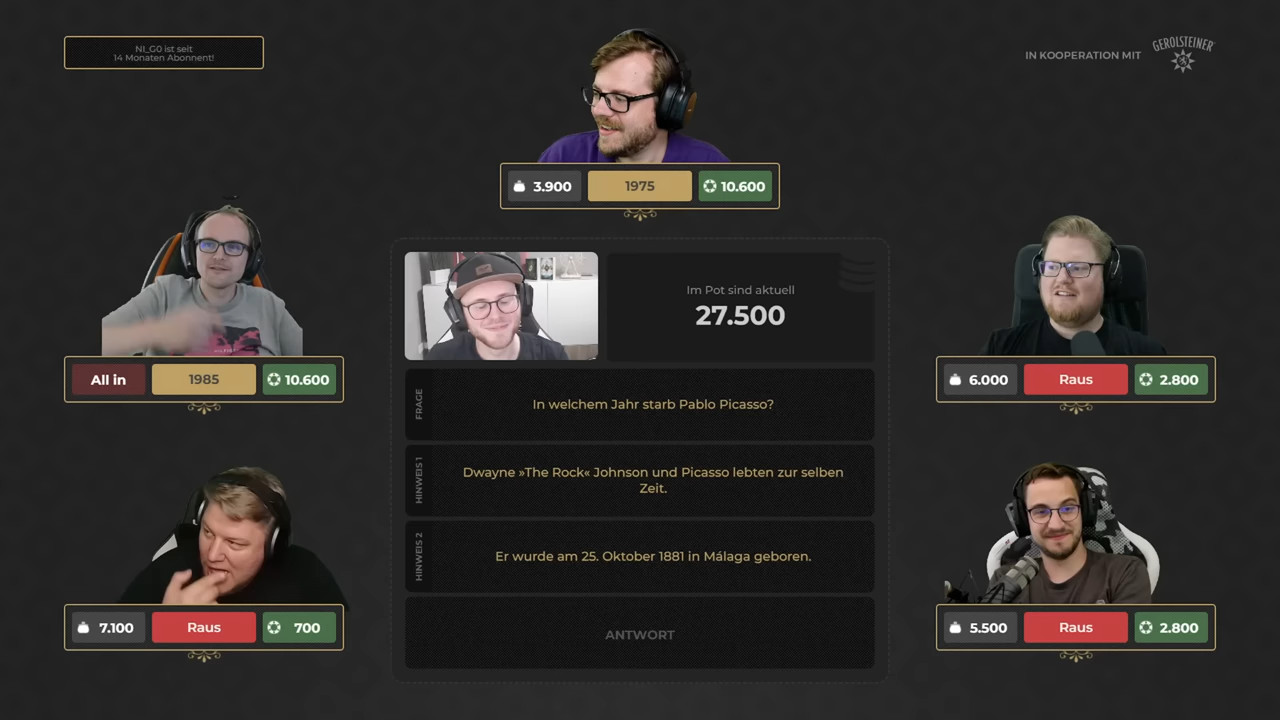 NI_G0 ist seit
14 Monaten Abonnent!
IN KOOPERATION MIT
GEROLSTEINER
3.900
1975
10.600
All in
1985
10.600
Im Pot sind aktuell
27.500
6.000
Raus
2.800
FRAGE
In welchem Jahr starb Pablo Picasso?
HINWEIS 1
Dwayne »The Rock« Johnson und Picasso lebten zur selben
Zeit.
HINWEIS 2
Er wurde am 25. Oktober 1881 in Málaga geboren.
7.100
Raus
700
ANTWORT
5.500
Raus
2.800